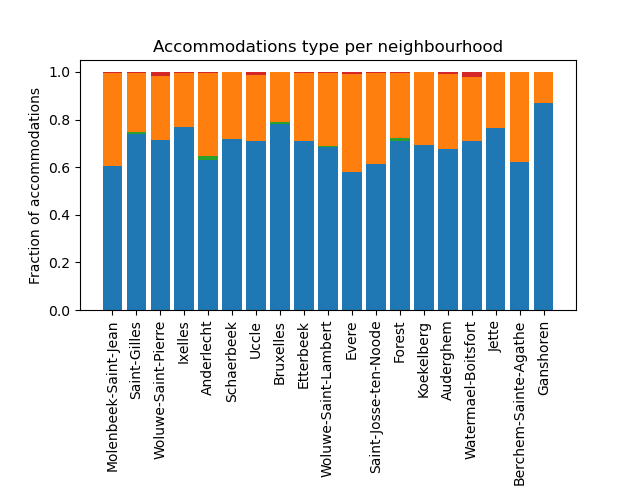 Accommodations type per neighbourhood
Fraction of accommodations
1.0
0.8
0.6
0.4
0.2
0.0
Molenbeek-Saint-Jean
Saint-Gilles
Woluwe-Saint-Pierre
Ixelles
Anderlecht
Schaerbeek
Uccle
Bruxelles
Etterbeek
Woluwe-Saint-Lambert
Evere
Saint-Josse-ten-Noode
Forest
Koekelberg
Auderghem
Watermael-Boitsfort
Jette
Berchem-Sainte-Agathe
Ganshoren